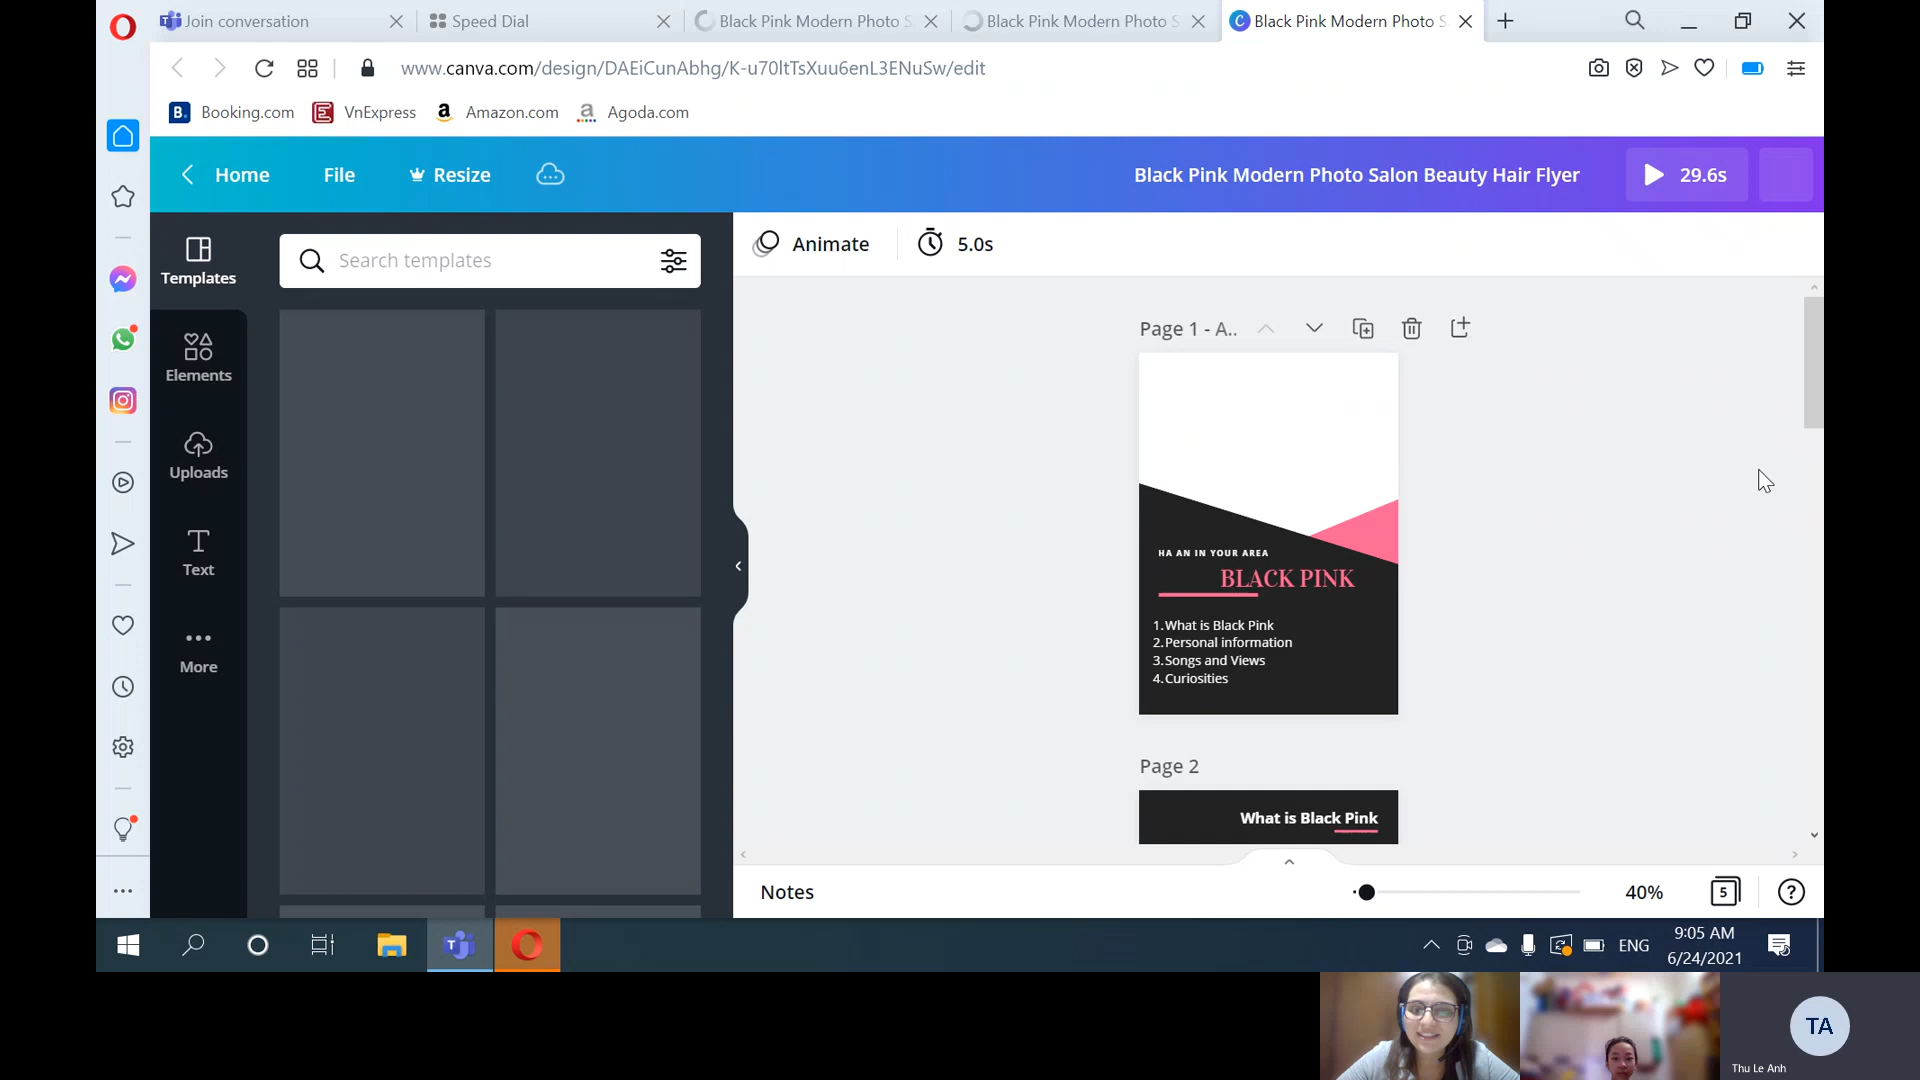 Join conversation
Speed Dial
Black Pink Modern Photo S
Black Pink Modern Photo S
Black Pink Modern Photo S
www.canva.com/design/DAEiCunAbhg/K-u70ltTsXuu6enL3ENuSw/edit
Booking.com
VnExpress
Amazon.com
Agoda.com
Home
File
Resize
Black Pink Modern Photo Salon Beauty Hair Flyer
29.6s
Templates
Search templates
Animate
5.0s
Elements
Uploads
Text
More
Page 1 - A..
HA AN IN YOUR AREA
BLACK PINK
1.What is Black Pink
2.Personal information
3.Songs and Views
4.Curiosities
Page 2
What is Black Pink
Notes
40%
5
ENG
9:05 AM
6/24/2021
TA
Thu Le Anh